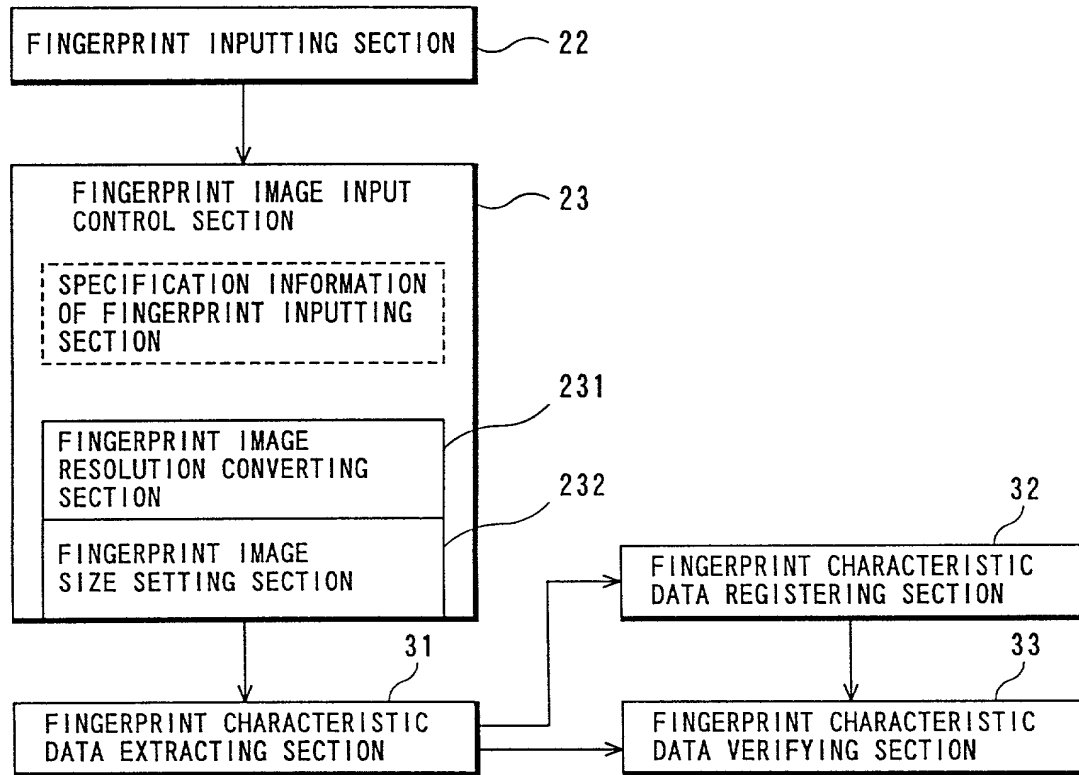 FINGERPRINT INPUTTING SECTION
22
FINGERPRINT IMAGE INPUT
CONTROL SECTION
23
SPECIFICATION INFORMATION
OF FINGERPRINT INPUTTING
SECTION
231
FINGERPRINT IMAGE
RESOLUTION CONVERTING
SECTION
232
FINGERPRINT IMAGE
SIZE SETTING SECTION
31
FINGERPRINT CHARACTERISTIC
DATA EXTRACTING SECTION
32
FINGERPRINT CHARACTERISTIC
DATA REGISTERING SECTION
33
FINGERPRINT CHARACTERISTIC
DATA VERIFYING SECTION